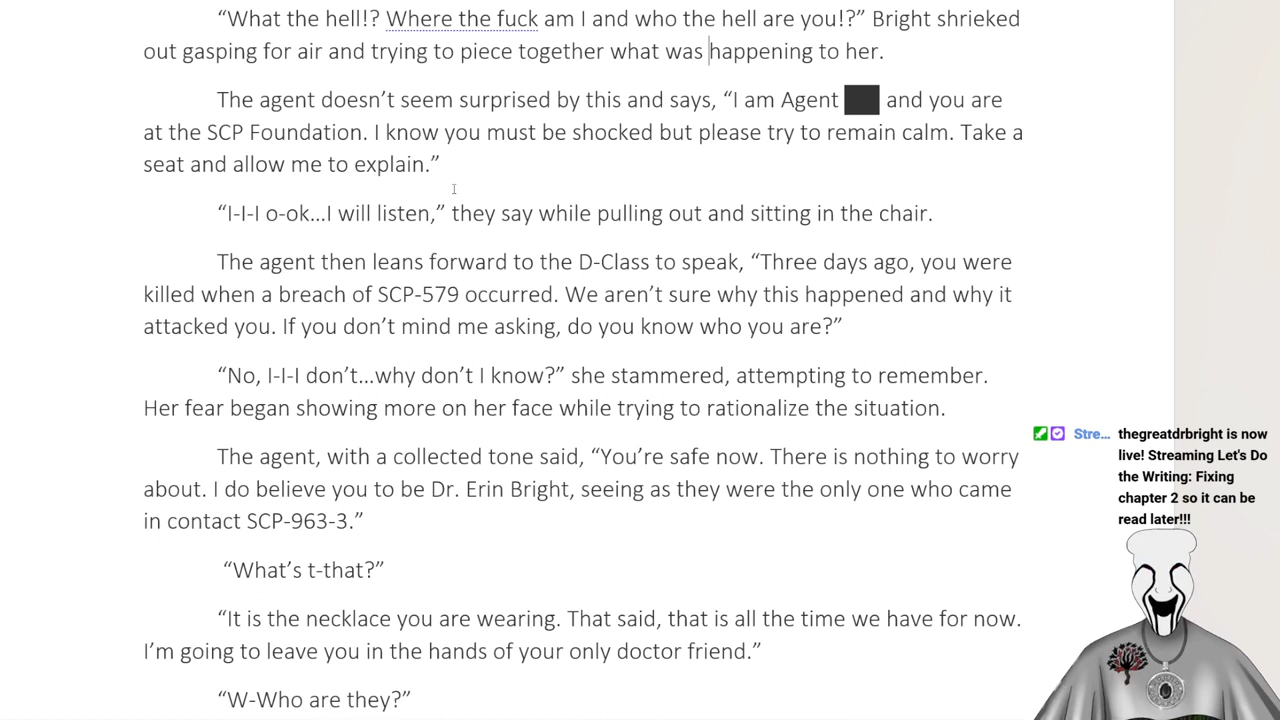 “What the hell!? Where the fuck am I and who the hell are you!?” Bright shrieked
out gasping for air and trying to piece together what was happening to her.
The agent doesn’t seem surprised by this and says, “I am Agent and you are
at the SCP Foundation. I know you must be shocked but please try to remain calm. Take a
seat and allow me to explain.”
“I-I-I o-ok...I will listen,” they say while pulling out and sitting in the chair.
The agent then leans forward to the D-Class to speak, “Three days ago, you were
killed when a breach of SCP-579 occurred. We aren’t sure why this happened and why it
attacked you. If you don’t mind me asking, do you know who you are?”
“No, I-I-I don’t...why don’t I know?” she stammered, attempting to remember.
Her fear began showing more on her face while trying to rationalize the situation.
The agent, with a collected tone said, “You’re safe now. There is nothing to worry
about. I do believe you to be Dr. Erin Bright, seeing as they were the only one who came
in contact SCP-963-3.”
“What’s t-that?”
“It is the necklace you are wearing. That said, that is all the time we have for now.
I’m going to leave you in the hands of your only doctor friend.”
“W-Who are they?”
Stre... thegreatdrbright is now
live! Streaming Let's Do
the Writing: Fixing
chapter 2 so it can be
read later!!!